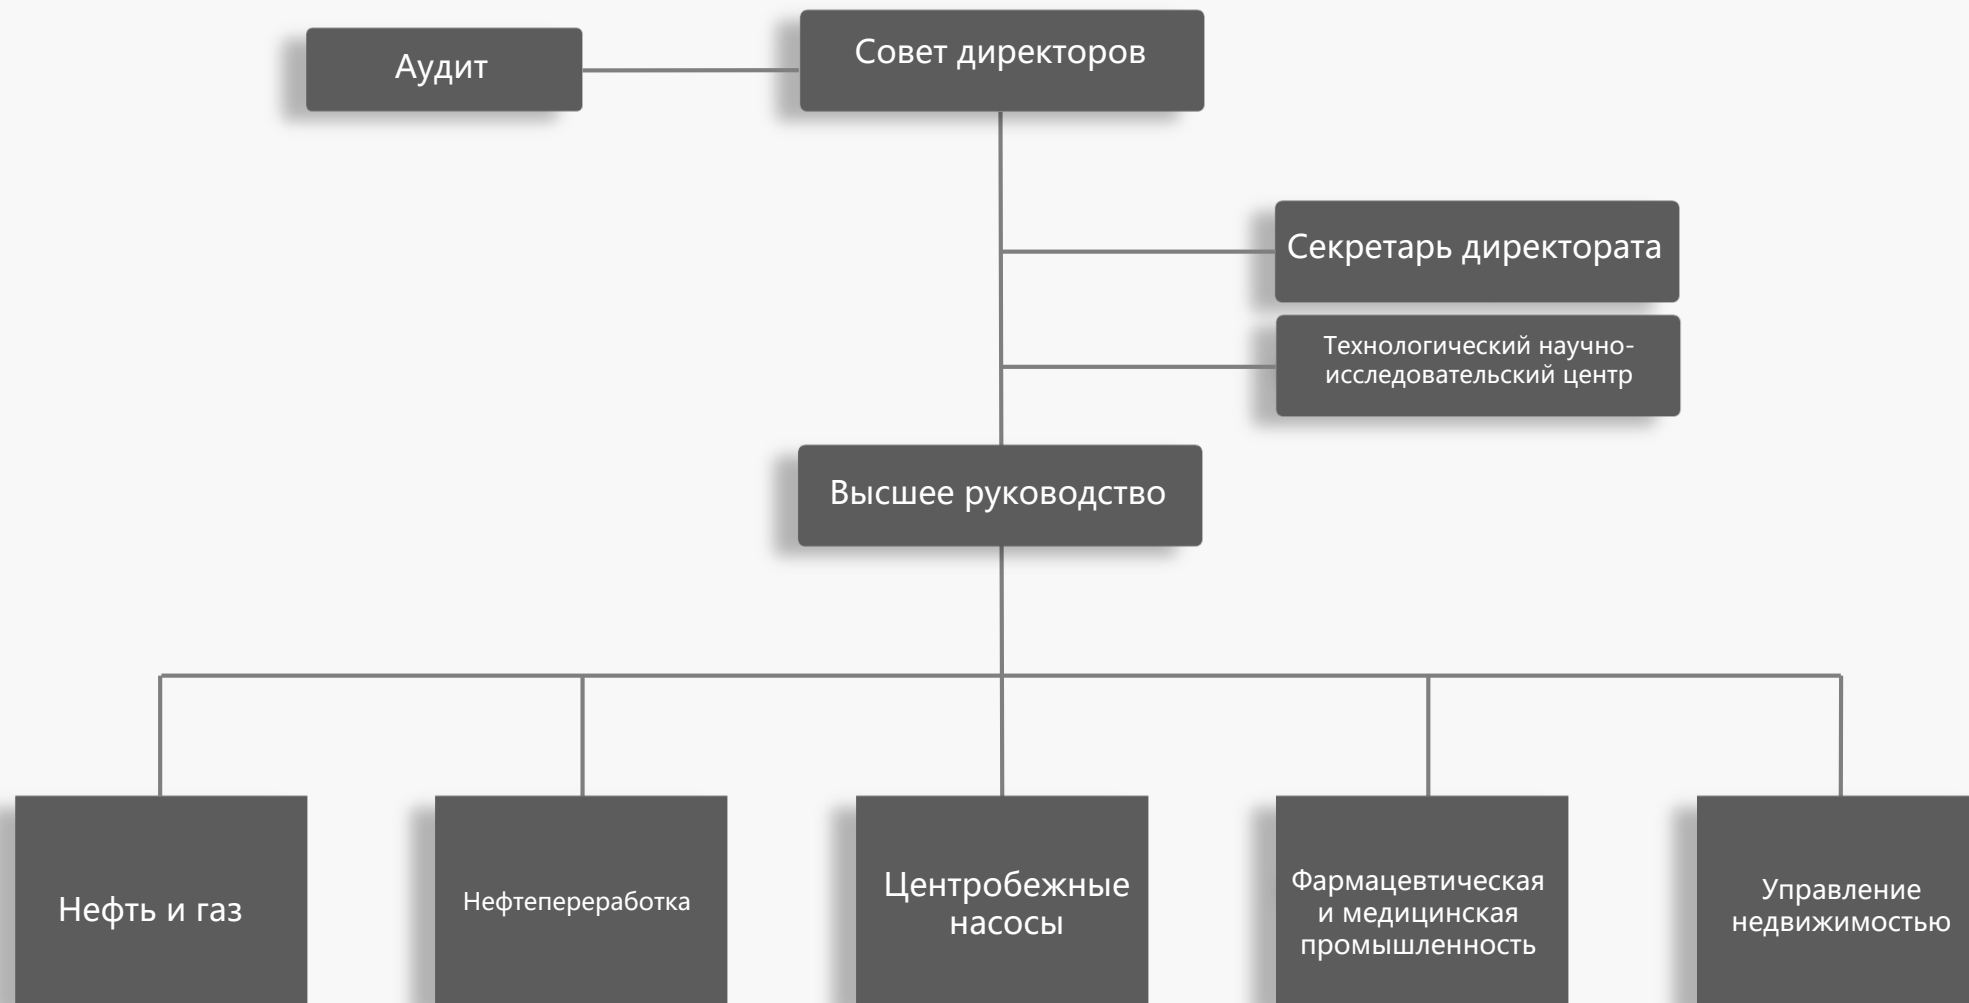 Аудит
Совет директоров
Секретарь директората
Технологический научно-
исследовательский центр
Высшее руководство
Нефть и газ
Нефтепереработка
Центробежные
насосы
Фармацевтическая
и медицинская
промышленность
Управление
недвижимостью